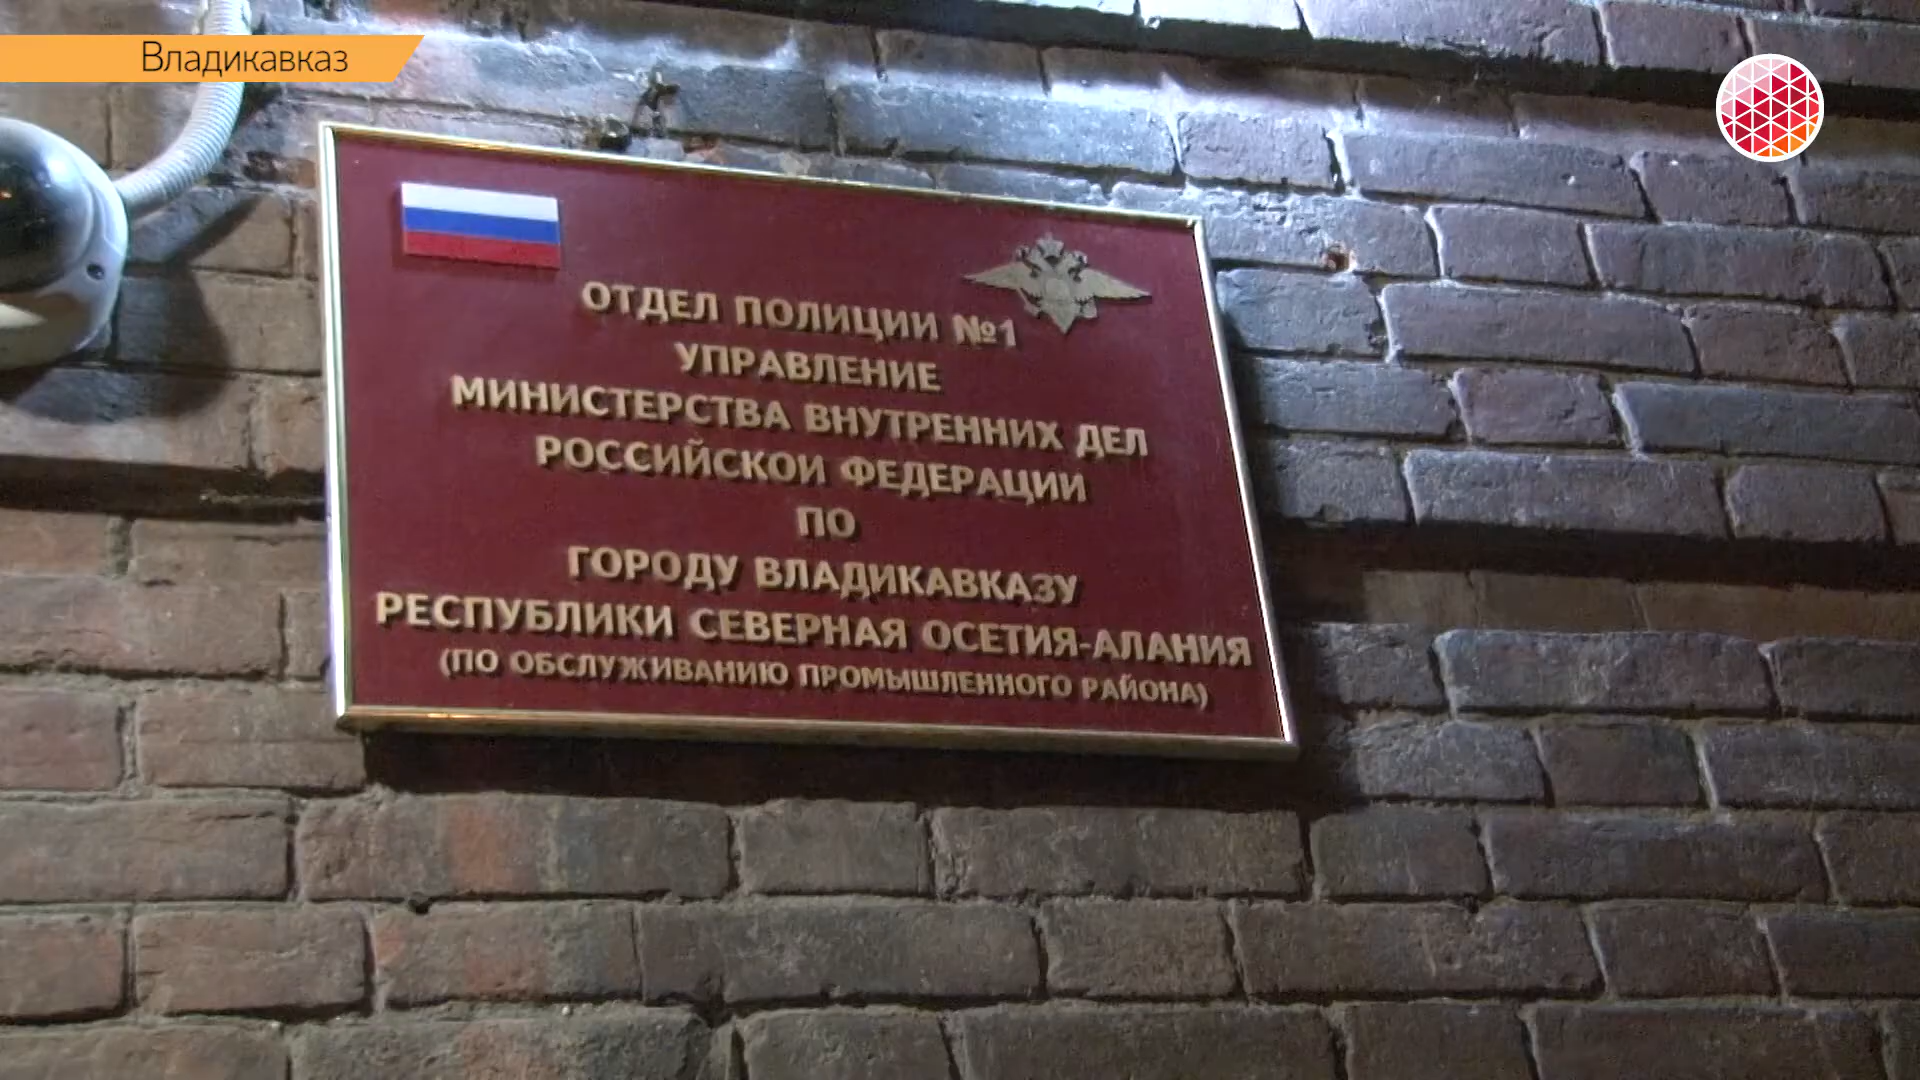 Владикавказ
ОТДЕЛ ПОЛИЦИИ №1
УПРАВЛЕНИЕ
МИНИСТЕРСТВА ВНУТРЕННИХ ДЕЛ
РОССИЙСКОЙ ФЕДЕРАЦИИ
ПО
ГОРОДУ ВЛАДИКАВКАЗУ
РЕСПУБЛИКИ СЕВЕРНАЯ ОСЕТИЯ-АЛАНИЯ
(ПО ОБСЛУЖИВАНИЮ ПРОМЫШЛЕННОГО РАЙОНА)